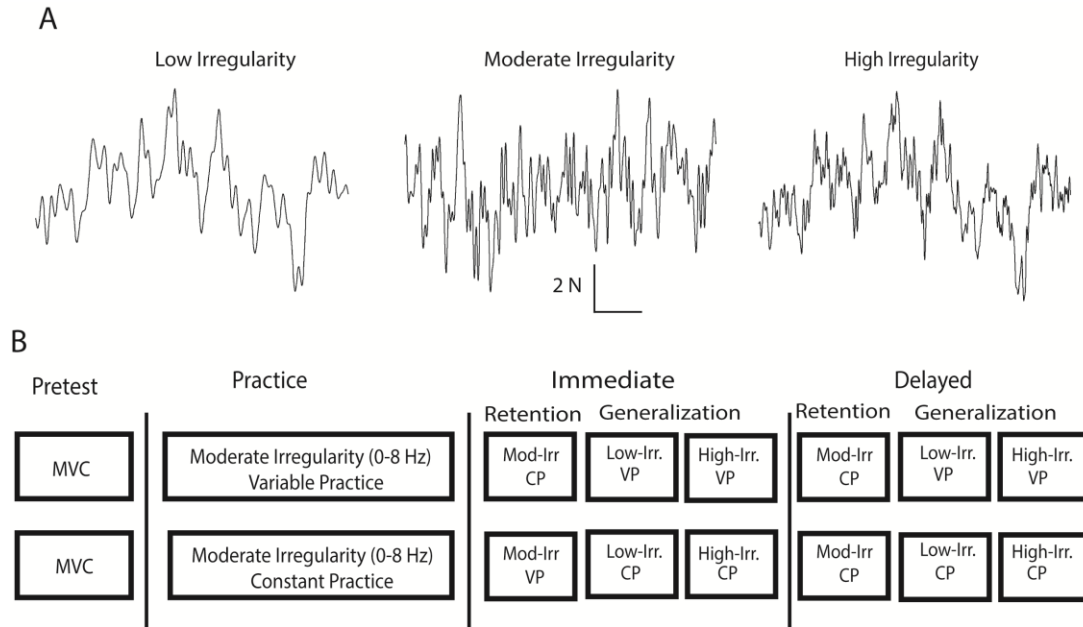 A
Low Irregularity
Moderate Irregularity
High Irregularity
2 N
B
Pretest
Practice
Immediate
Delayed
Retention
Generalization
Retention
Generalization
MVC
Moderate Irregularity (0-8 Hz)
Variable Practice
Mod-Irr
CP
Low-Irr.
VP
High-Irr.
VP
Mod-Irr
CP
Low-Irr.
VP
High-Irr.
VP
MVC
Moderate Irregularity (0-8 Hz)
Constant Practice
Mod-Irr
VP
Low-Irr.
CP
High-Irr.
CP
Mod-Irr
CP
Low-Irr.
CP
High-Irr.
CP